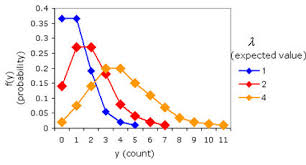 0.4
0.35
0.3
0.25
0.2
0.15
0.1
0.05
0
f(y)
(probability)
0 1 2 3 4 5 6 7 8 9 10 11
y (count)
λ
(expected value)
1
2
4